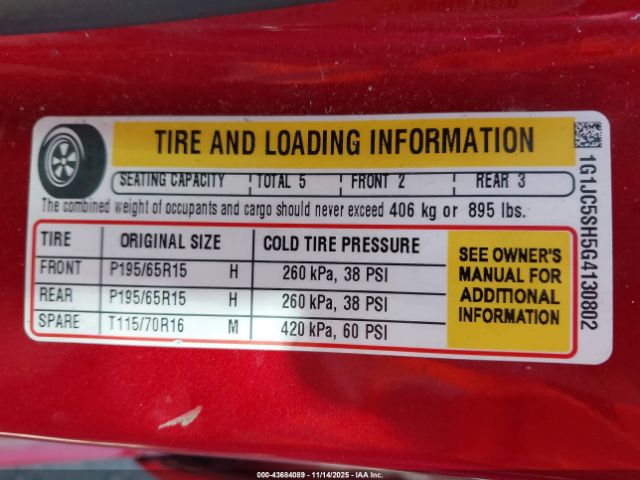 TIRE AND LOADING INFORMATION
SEATING CAPACITY TOTAL 5 FRONT 2 REAR 3
The combined weight of occupants and cargo should never exceed 406 kg or 895 lbs.
TIRE ORIGINAL SIZE COLD TIRE PRESSURE
FRONT P195/65R15 H 260 kPa, 38 PSI
REAR P195/65R15 H 260 kPa, 38 PSI
SPARE T115/70R16 M 420 kPa, 60 PSI
SEE OWNER'S
MANUAL FOR
ADDITIONAL
INFORMATION
1G1JC5SH5G4130802
000-43684089 - 11/14/2025 - IAA Inc.